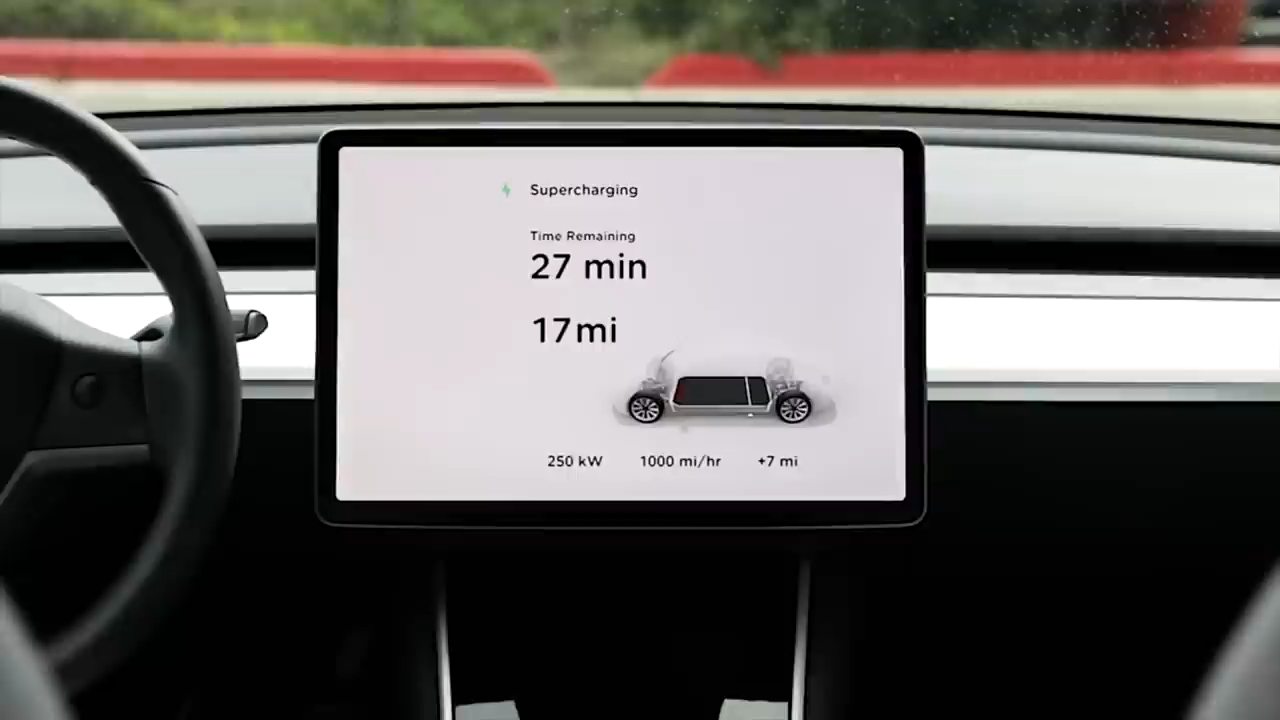 Supercharging
Time Remaining
27 min
17mi
250 kW 1000 mi/hr +7 mi